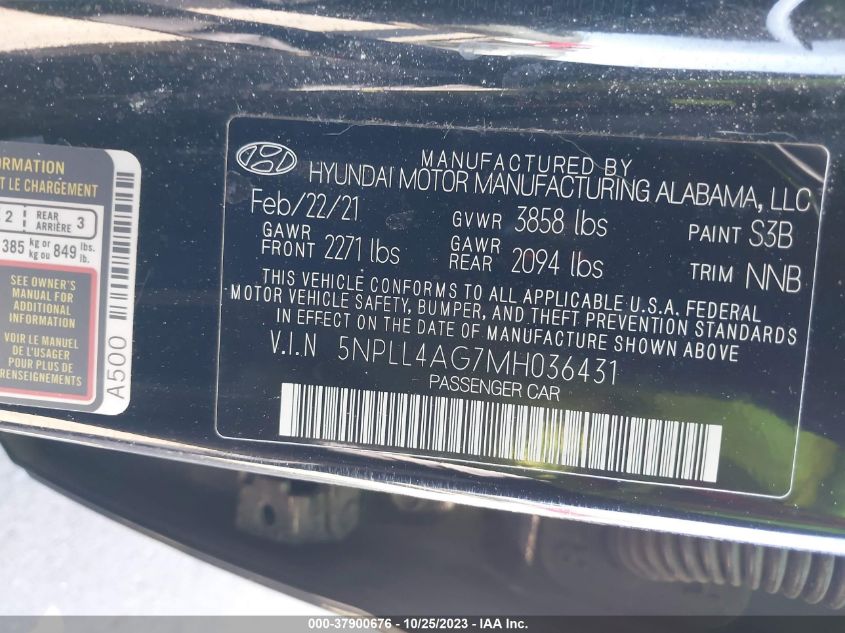 ORMATION
T LE CHARGEMENT
2 REAR ARRIÈRE 3
385 kg or kg ou 849 lbs. lb.
SEE OWNER'S
MANUAL FOR
ADDITIONAL
INFORMATION
VOIR LE MANUEL
DE L'USAGER
POUR PLUS DE
RENSEIGNEMENTS
A500
MANUFACTURED BY
HYUNDAI MOTOR MANUFACTURING ALABAMA, LLC
Feb/22/21 GVWR 3858 lbs PAINT S3B
GAWR FRONT 2271 lbs GAWR REAR 2094 lbs TRIM NNB
THIS VEHICLE CONFORMS TO ALL APPLICABLE U.S.A. FEDERAL
MOTOR VEHICLE SAFETY, BUMPER, AND THEFT PREVENTION STANDARDS
IN EFFECT ON THE DATE OF MANUFACTURE SHOWN ABOVE
V.I.N 5NPLL4AG7MH036431
PASSENGER CAR
000-37900676 - 10/25/2023 - IAA Inc.